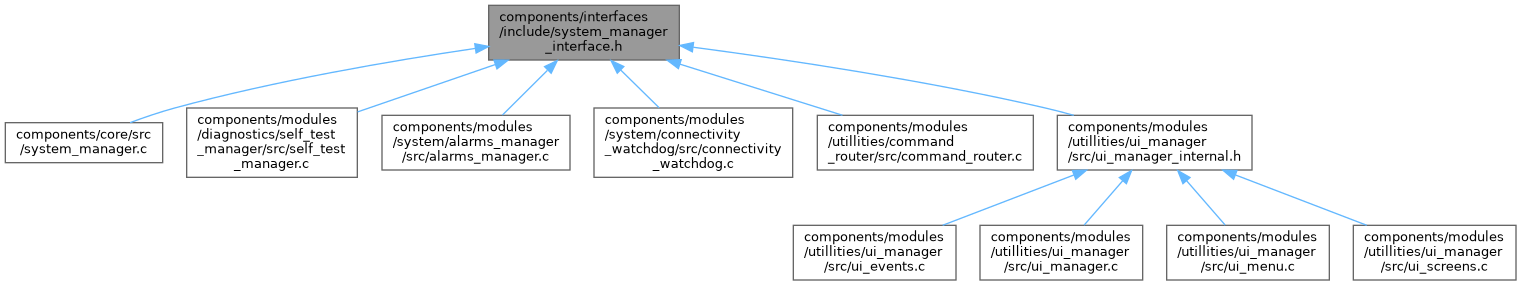 components/interfaces
/include/system_manager
_interface.h
components/core/src
/system_manager.c
components/modules
/diagnostics/self_test
_manager/src/self_test
_manager.c
components/modules
/system/alarms_manager
/src/alarms_manager.c
components/modules
/system/connectivity
_watchdog/src/connectivity
_watchdog.c
components/modules
/utillities/command
_router/src/command_router.c
components/modules
/utillities/ui_manager
/src/ui_manager_internal.h
components/modules
/utillities/ui_manager
/src/ui_events.c
components/modules
/utillities/ui_manager
/src/ui_manager.c
components/modules
/utillities/ui_manager
/src/ui_menu.c
components/modules
/utillities/ui_manager
/src/ui_screens.c